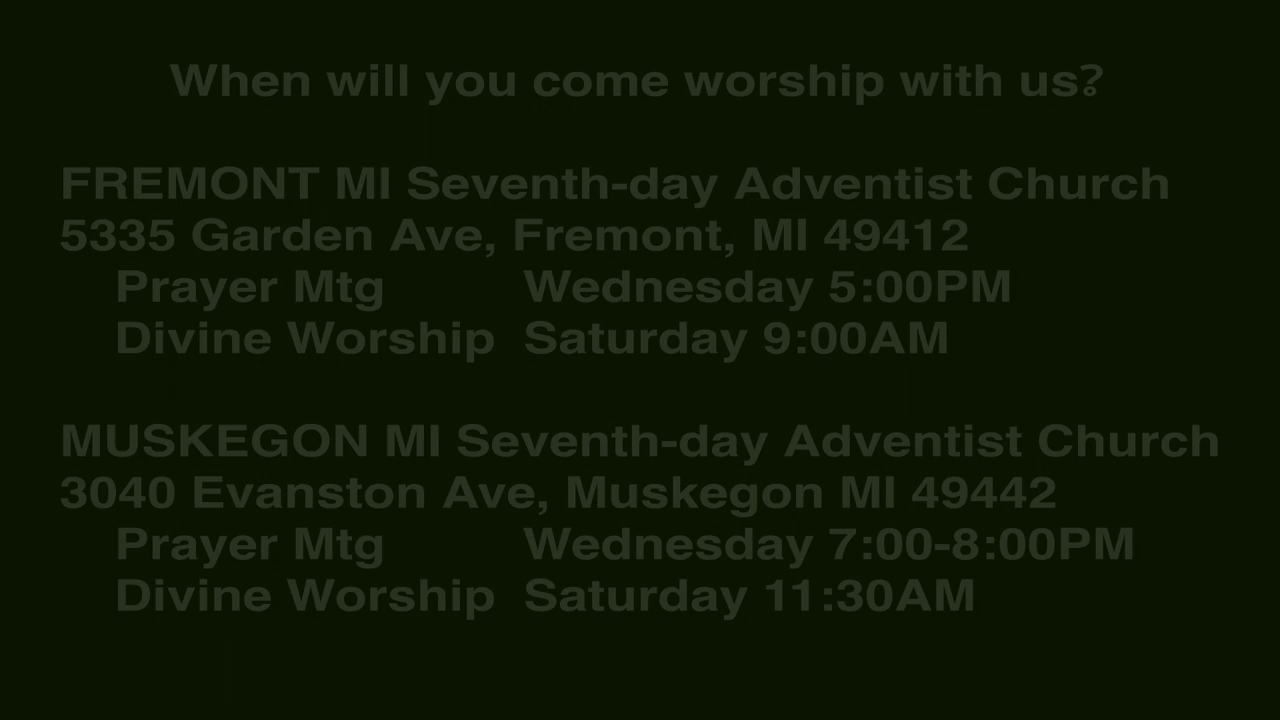 When will you come worship with us?
FREMONT MI Seventh-day Adventist Church
5335 Garden Ave, Fremont, MI 49412
Prayer Mtg Wednesday 5:00PM
Divine Worship Saturday 9:00AM
MUSKEGON MI Seventh-day Adventist Church
3040 Evanston Ave, Muskegon MI 49442
Prayer Mtg Wednesday 7:00-8:00PM
Divine Worship Saturday 11:30AM